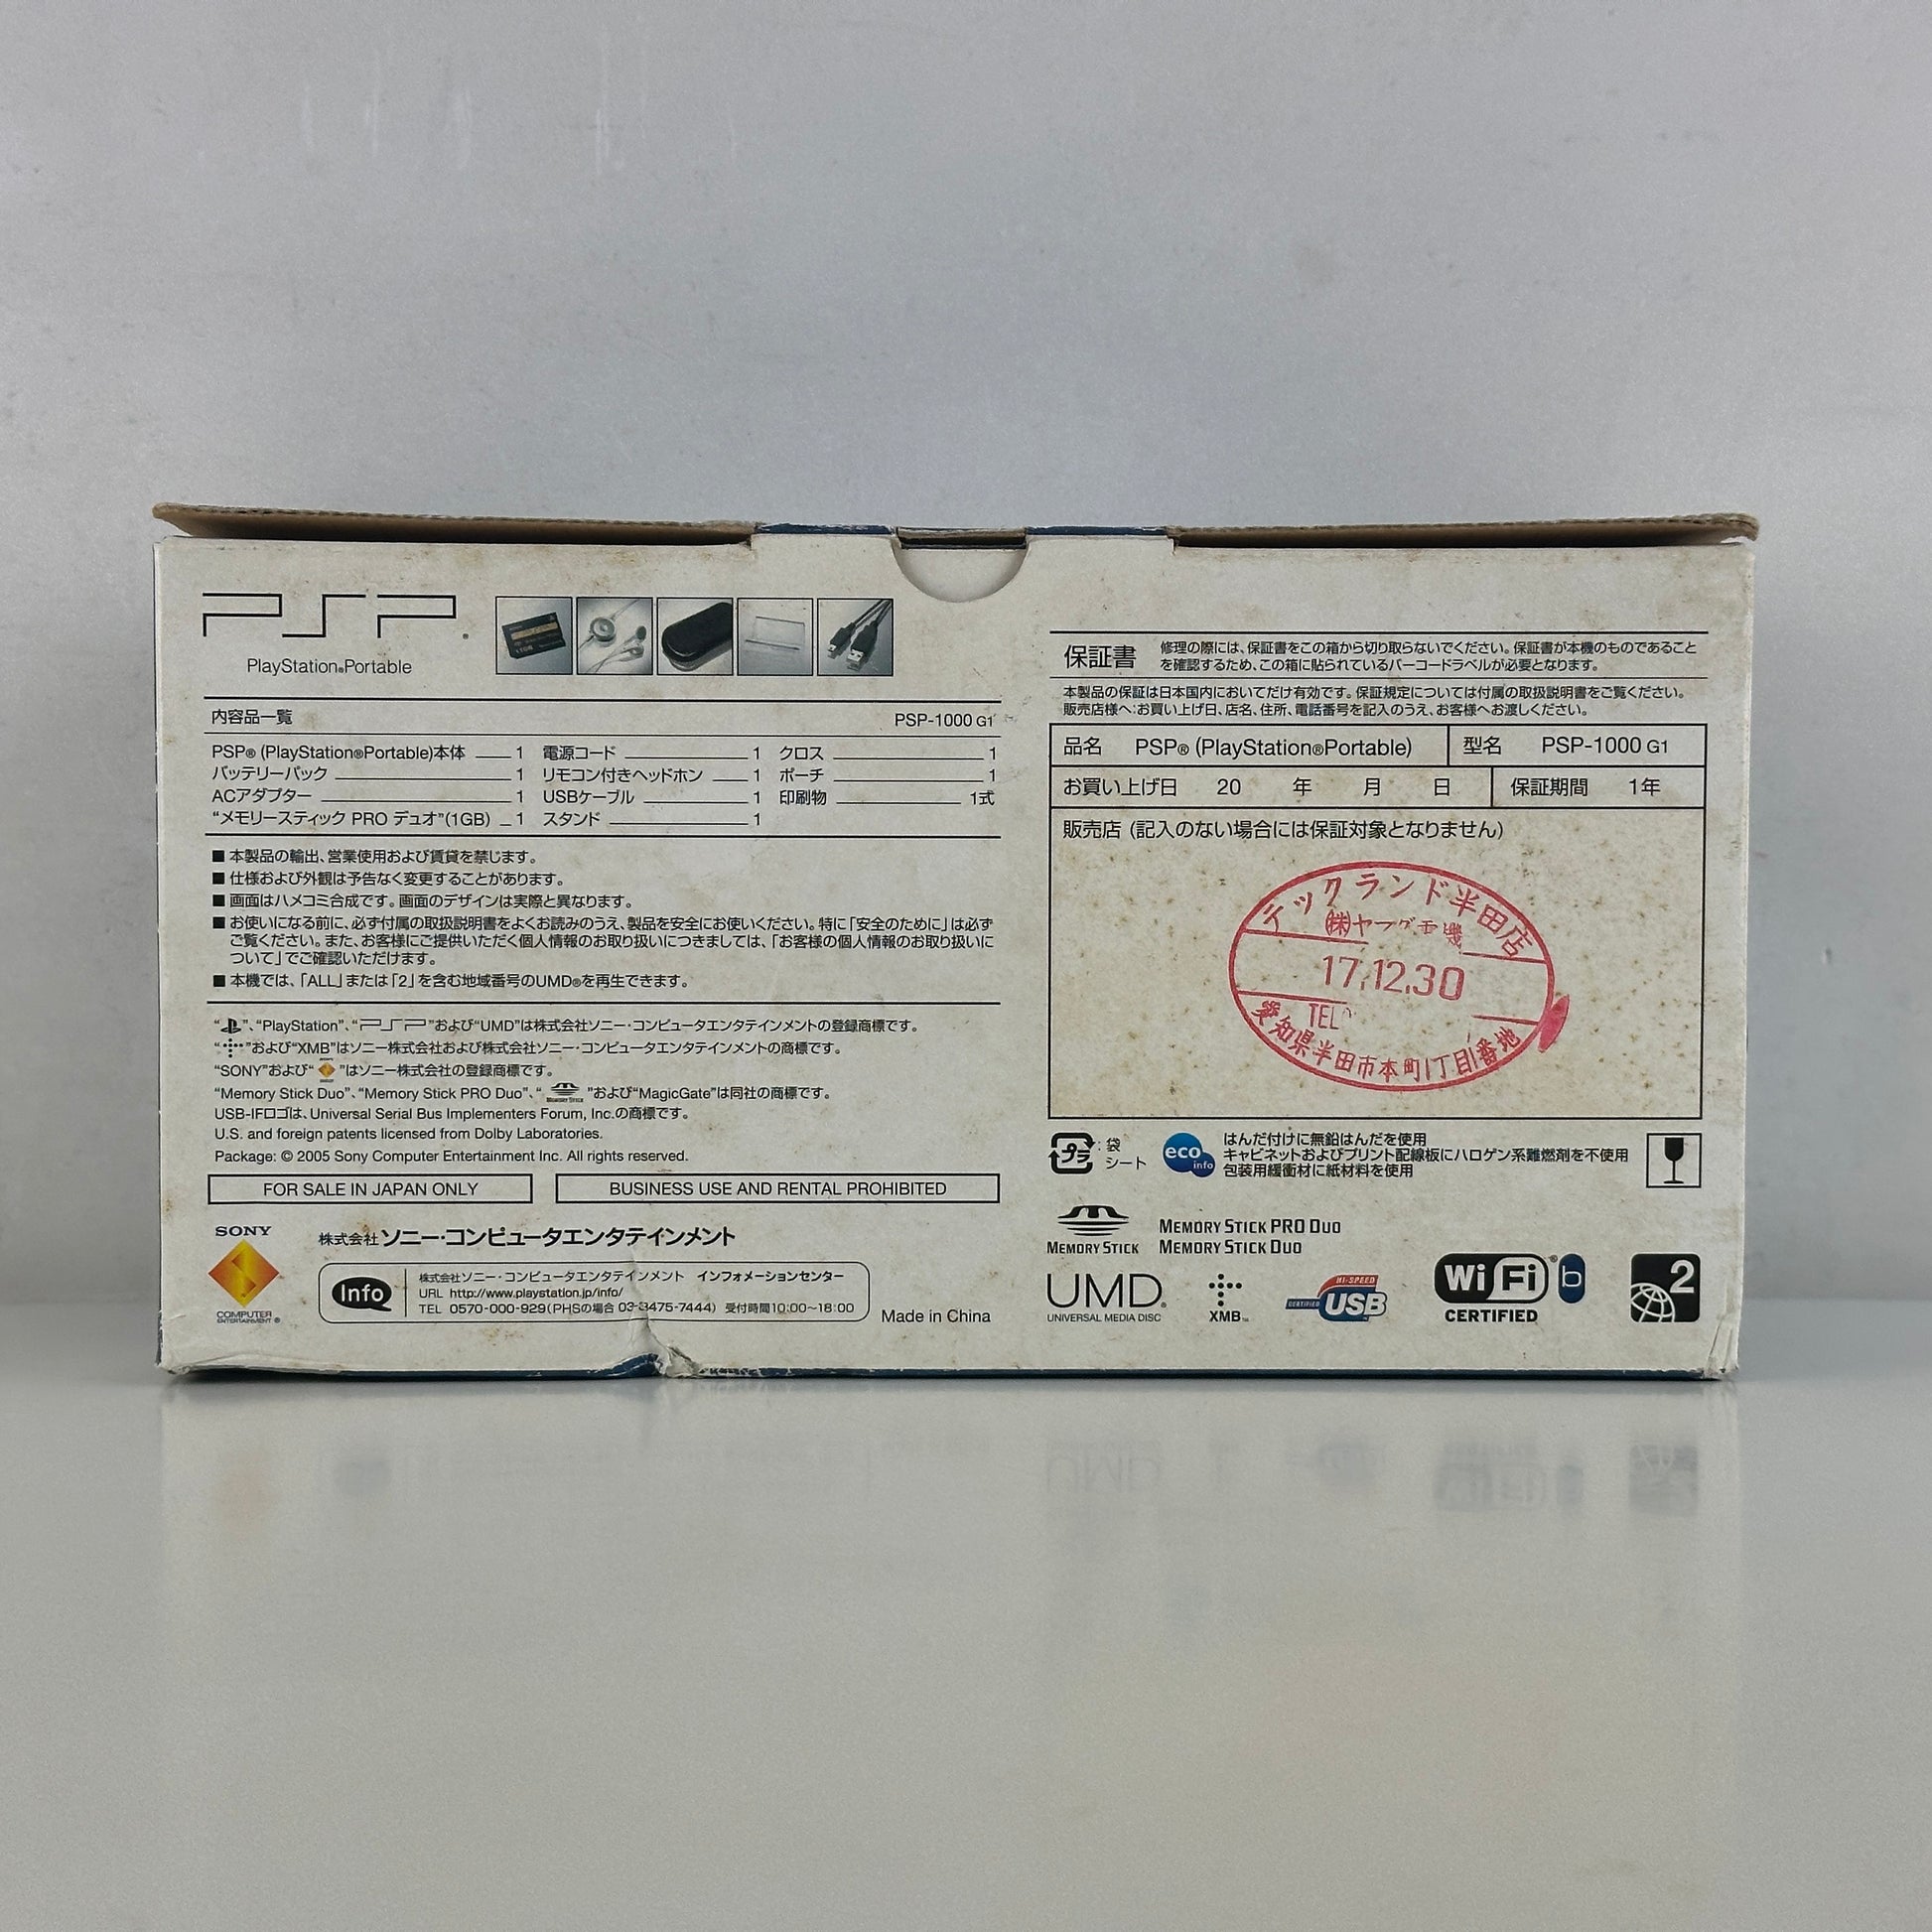 PSP®
PlayStation®Portable
内容品一覧 PSP-1000 G1
PSP® (PlayStation®Portable)本体 1 電源コード 1 クロス 1
バッテリーパック 1 リモコン付きヘッドホン 1 ポーチ 1
ACアダプター 1 USBケーブル 1 印刷物 1式
“メモリースティック PRO デュオ”(1GB) 1 スタンド 1
■ 本製品の輸出、営業使用および賃貸を禁じます。
■ 仕様および外観は予告なく変更することがあります。
■ 画面はハメコミ合成です。画面のデザインは実際と異なります。
■ お使いになる前に、必ず付属の取扱説明書をよくお読みのうえ、製品を安全にお使いください。特に「安全のために」は必ず
ご覧ください。また、お客様にご提供いただく個人情報のお取り扱いにつきましては、「お客様の個人情報のお取り扱いに
ついて」でご確認いただけます。
■ 本機では、「ALL」または「2」を含む地域番号のUMD®を再生できます。
“ ”、“PlayStation”、“PSP”および“UMD”は株式会社ソニー・コンピュータエンタテインメントの登録商標です。
“ ”および“XMB”はソニー株式会社および株式会社ソニー・コンピュータエンタテインメントの商標です。
“SONY”および“ ”はソニー株式会社の登録商標です。
“Memory Stick Duo”、“Memory Stick PRO Duo”、“ ”および“MagicGate”は同社の商標です。
USB-IFロゴは、Universal Serial Bus Implementers Forum, Inc.の商標です。
U.S. and foreign patents licensed from Dolby Laboratories.
Package: © 2005 Sony Computer Entertainment Inc. All rights reserved.
FOR SALE IN JAPAN ONLY
BUSINESS USE AND RENTAL PROHIBITED
SONY
COMPUTER
ENTERTAINMENT ®
株式会社 ソニー・コンピュータエンタテインメント
Info
株式会社ソニー・コンピュータエンタテインメント インフォメーションセンター
URL http://www.playstation.jp/info/
TEL 0570-000-929(PHSの場合 03-3475-7444) 受付時間10:00~18:00
Made in China
保証書
修理の際には、保証書をこの箱から切り取らないでください。保証書が本機のものであること
を確認するため、この箱に貼られているバーコードラベルが必要となります。
本製品の保証は日本国内においてだけ有効です。保証規定については付属の取扱説明書をご覧ください。
販売店様へ:お買い上げ日、店名、住所、電話番号を記入のうえ、お客様へお渡しください。
品名 PSP® (PlayStation®Portable) 型名 PSP-1000 G1
お買い上げ日 20 年 月 日 保証期間 1年
販売店 (記入のない場合には保証対象となりません)
テックランド半田店
17.12.30
TEL
愛知県半田市本町1丁目1番地
プラ : 袋
シート
eco info
はんだ付けに無鉛はんだを使用
キャビネットおよびプリント配線板にハロゲン系難燃剤を不使用
包装用緩衝材に紙材料を使用
MEMORY STICK
MEMORY STICK PRO DUO
MEMORY STICK DUO
UMD®
UNIVERSAL MEDIA DISC
XMB™
HI-SPEED
CERTIFIED USB
Wi Fi ® b
CERTIFIED
2